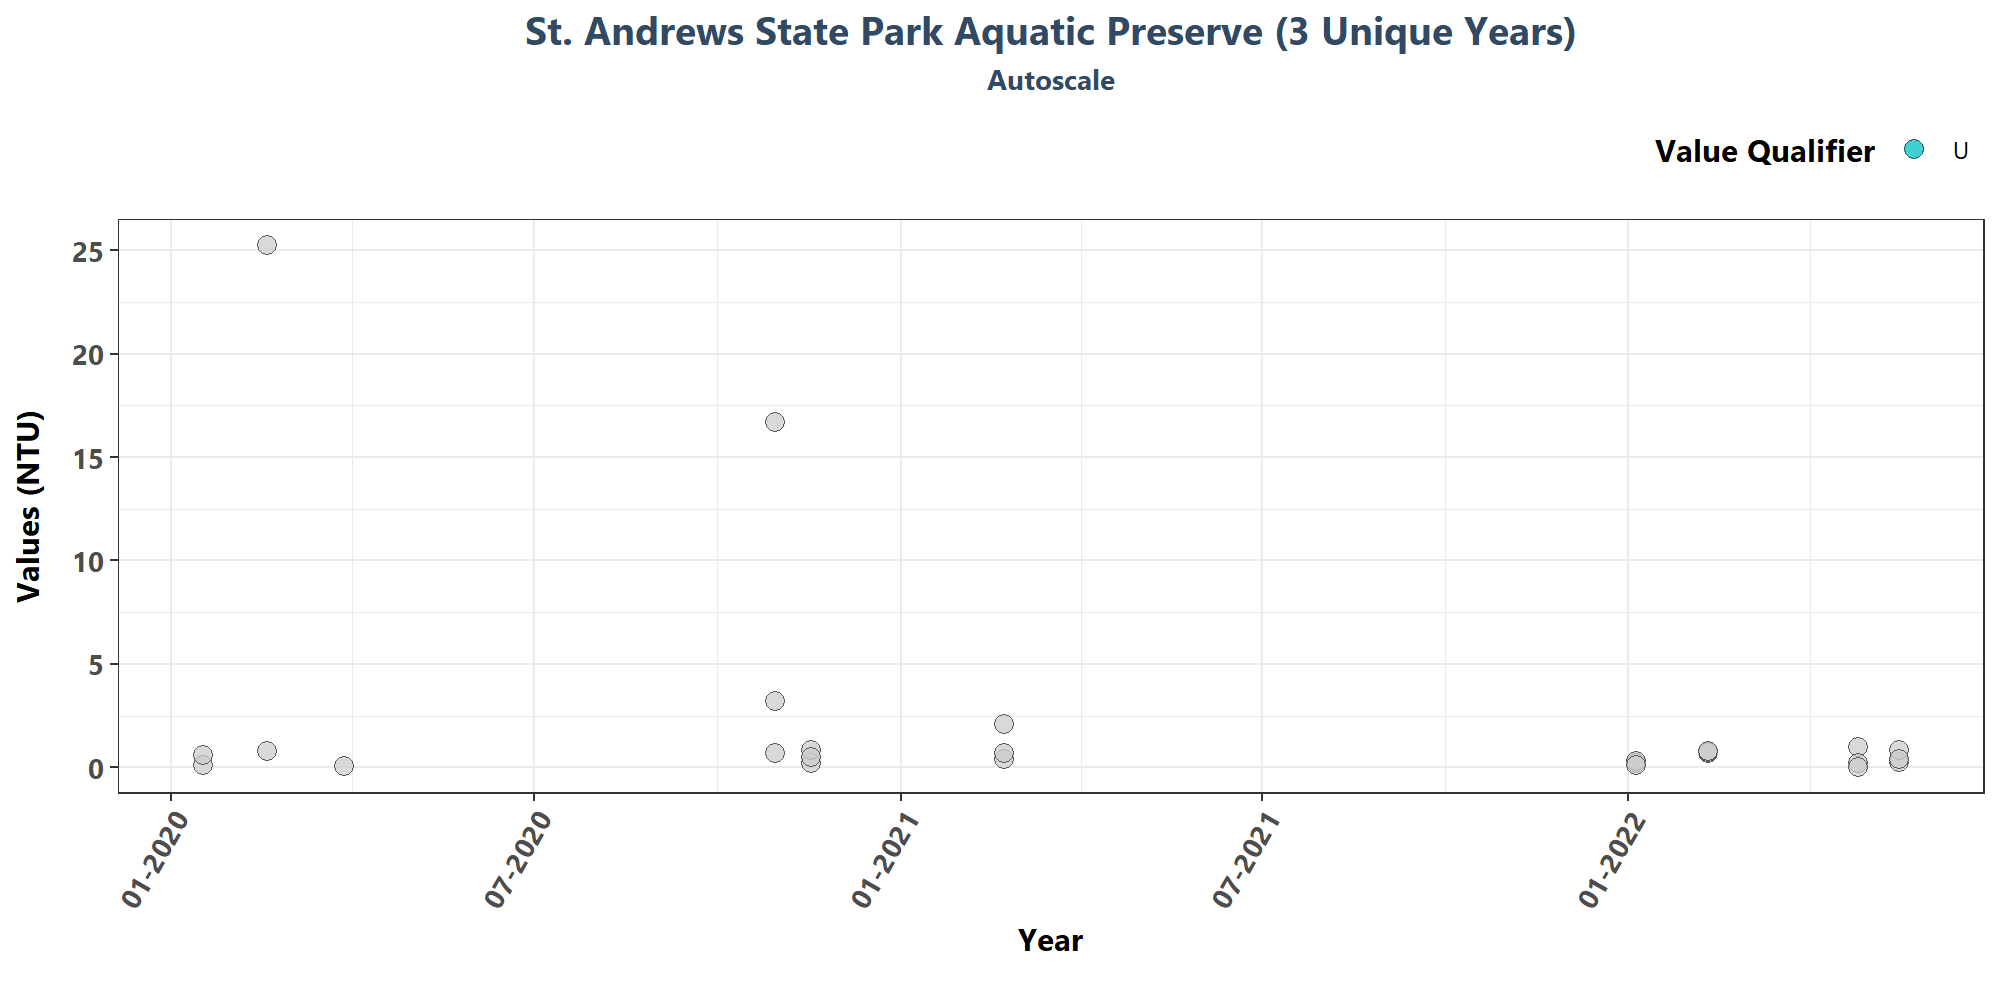 St. Andrews State Park Aquatic Preserve (3 Unique Years)
Autoscale
Value Qualifier U
25
20
15
10
5
0
Values (NTU)
01-2020
07-2020
01-2021
07-2021
01-2022
Year